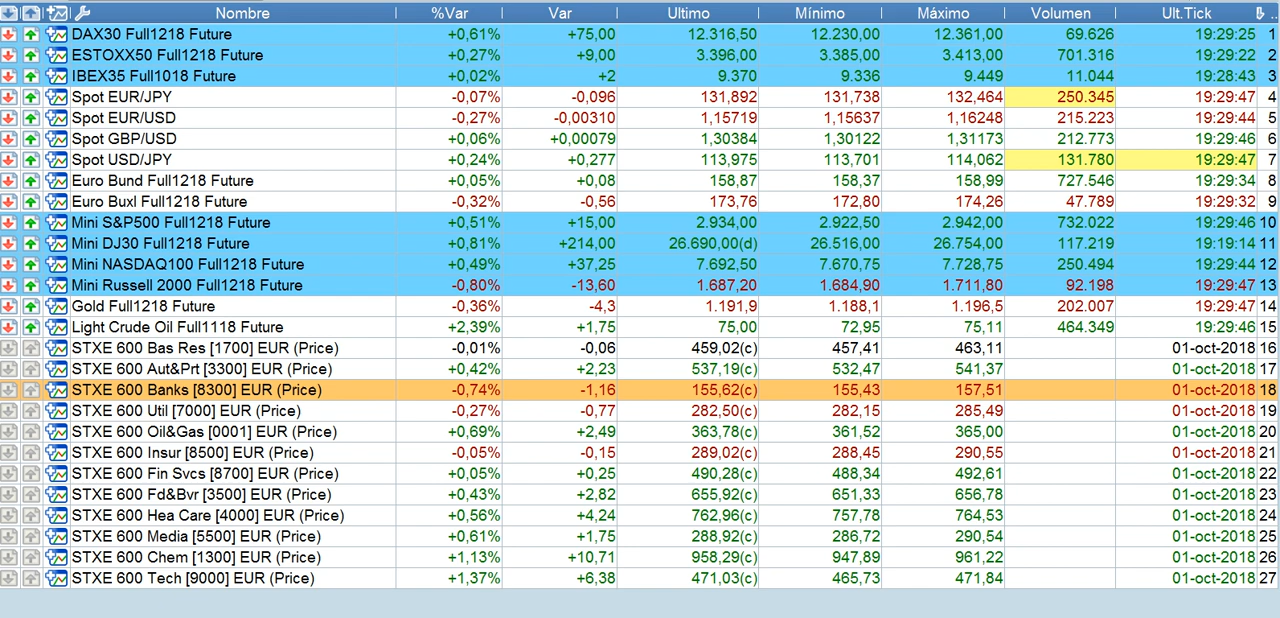 Nombre %Var Var Ultimo Mínimo Máximo Volumen Ult.Tick ..
DAX30 Full1218 Future +0,61% +75,00 12.316,50 12.230,00 12.361,00 69.626 19:29:25 1
ESTOXX50 Full1218 Future +0,27% +9,00 3.396,00 3.385,00 3.413,00 701.316 19:29:22 2
IBEX35 Full1018 Future +0,02% +2 9.370 9.336 9.449 11.044 19:28:43 3
Spot EUR/JPY -0,07% -0,096 131,892 131,738 132,464 250.345 19:29:47 4
Spot EUR/USD -0,27% -0,00310 1,15719 1,15637 1,16248 215.223 19:29:44 5
Spot GBP/USD +0,06% +0,00079 1,30384 1,30122 1,31173 212.773 19:29:46 6
Spot USD/JPY +0,24% +0,277 113,975 113,701 114,062 131.780 19:29:47 7
Euro Bund Full1218 Future +0,05% +0,08 158,87 158,37 158,99 727.546 19:29:34 8
Euro Buxl Full1218 Future -0,32% -0,56 173,76 172,80 174,26 47.789 19:29:32 9
Mini S&P500 Full1218 Future +0,51% +15,00 2.934,00 2.922,50 2.942,00 732.022 19:29:46 10
Mini DJ30 Full1218 Future +0,81% +214,00 26.690,00(d) 26.516,00 26.754,00 117.219 19:19:14 11
Mini NASDAQ100 Full1218 Future +0,49% +37,25 7.692,50 7.670,75 7.728,75 250.494 19:29:44 12
Mini Russell 2000 Full1218 Future -0,80% -13,60 1.687,20 1.684,90 1.711,80 92.198 19:29:47 13
Gold Full1218 Future -0,36% -4,3 1.191,9 1.188,1 1.196,5 202.007 19:29:47 14
Light Crude Oil Full1118 Future +2,39% +1,75 75,00 72,95 75,11 464.349 19:29:46 15
STXE 600 Bas Res [1700] EUR (Price) -0,01% -0,06 459,02(c) 457,41 463,11 01-oct-2018 16
STXE 600 Aut&Prt [3300] EUR (Price) +0,42% +2,23 537,19(c) 532,47 541,37 01-oct-2018 17
STXE 600 Banks [8300] EUR (Price) -0,74% -1,16 155,62(c) 155,43 157,51 01-oct-2018 18
STXE 600 Util [7000] EUR (Price) -0,27% -0,77 282,50(c) 282,15 285,49 01-oct-2018 19
STXE 600 Oil&Gas [0001] EUR (Price) +0,69% +2,49 363,78(c) 361,52 365,00 01-oct-2018 20
STXE 600 Insur [8500] EUR (Price) -0,05% -0,15 289,02(c) 288,45 290,55 01-oct-2018 21
STXE 600 Fin Svcs [8700] EUR (Price) +0,05% +0,25 490,28(c) 488,34 492,61 01-oct-2018 22
STXE 600 Fd&Bvr [3500] EUR (Price) +0,43% +2,82 655,92(c) 651,33 656,78 01-oct-2018 23
STXE 600 Hea Care [4000] EUR (Price) +0,56% +4,24 762,96(c) 757,78 764,53 01-oct-2018 24
STXE 600 Media [5500] EUR (Price) +0,61% +1,75 288,92(c) 286,72 290,54 01-oct-2018 25
STXE 600 Chem [1300] EUR (Price) +1,13% +10,71 958,29(c) 947,89 961,22 01-oct-2018 26
STXE 600 Tech [9000] EUR (Price) +1,37% +6,38 471,03(c) 465,73 471,84 01-oct-2018 27